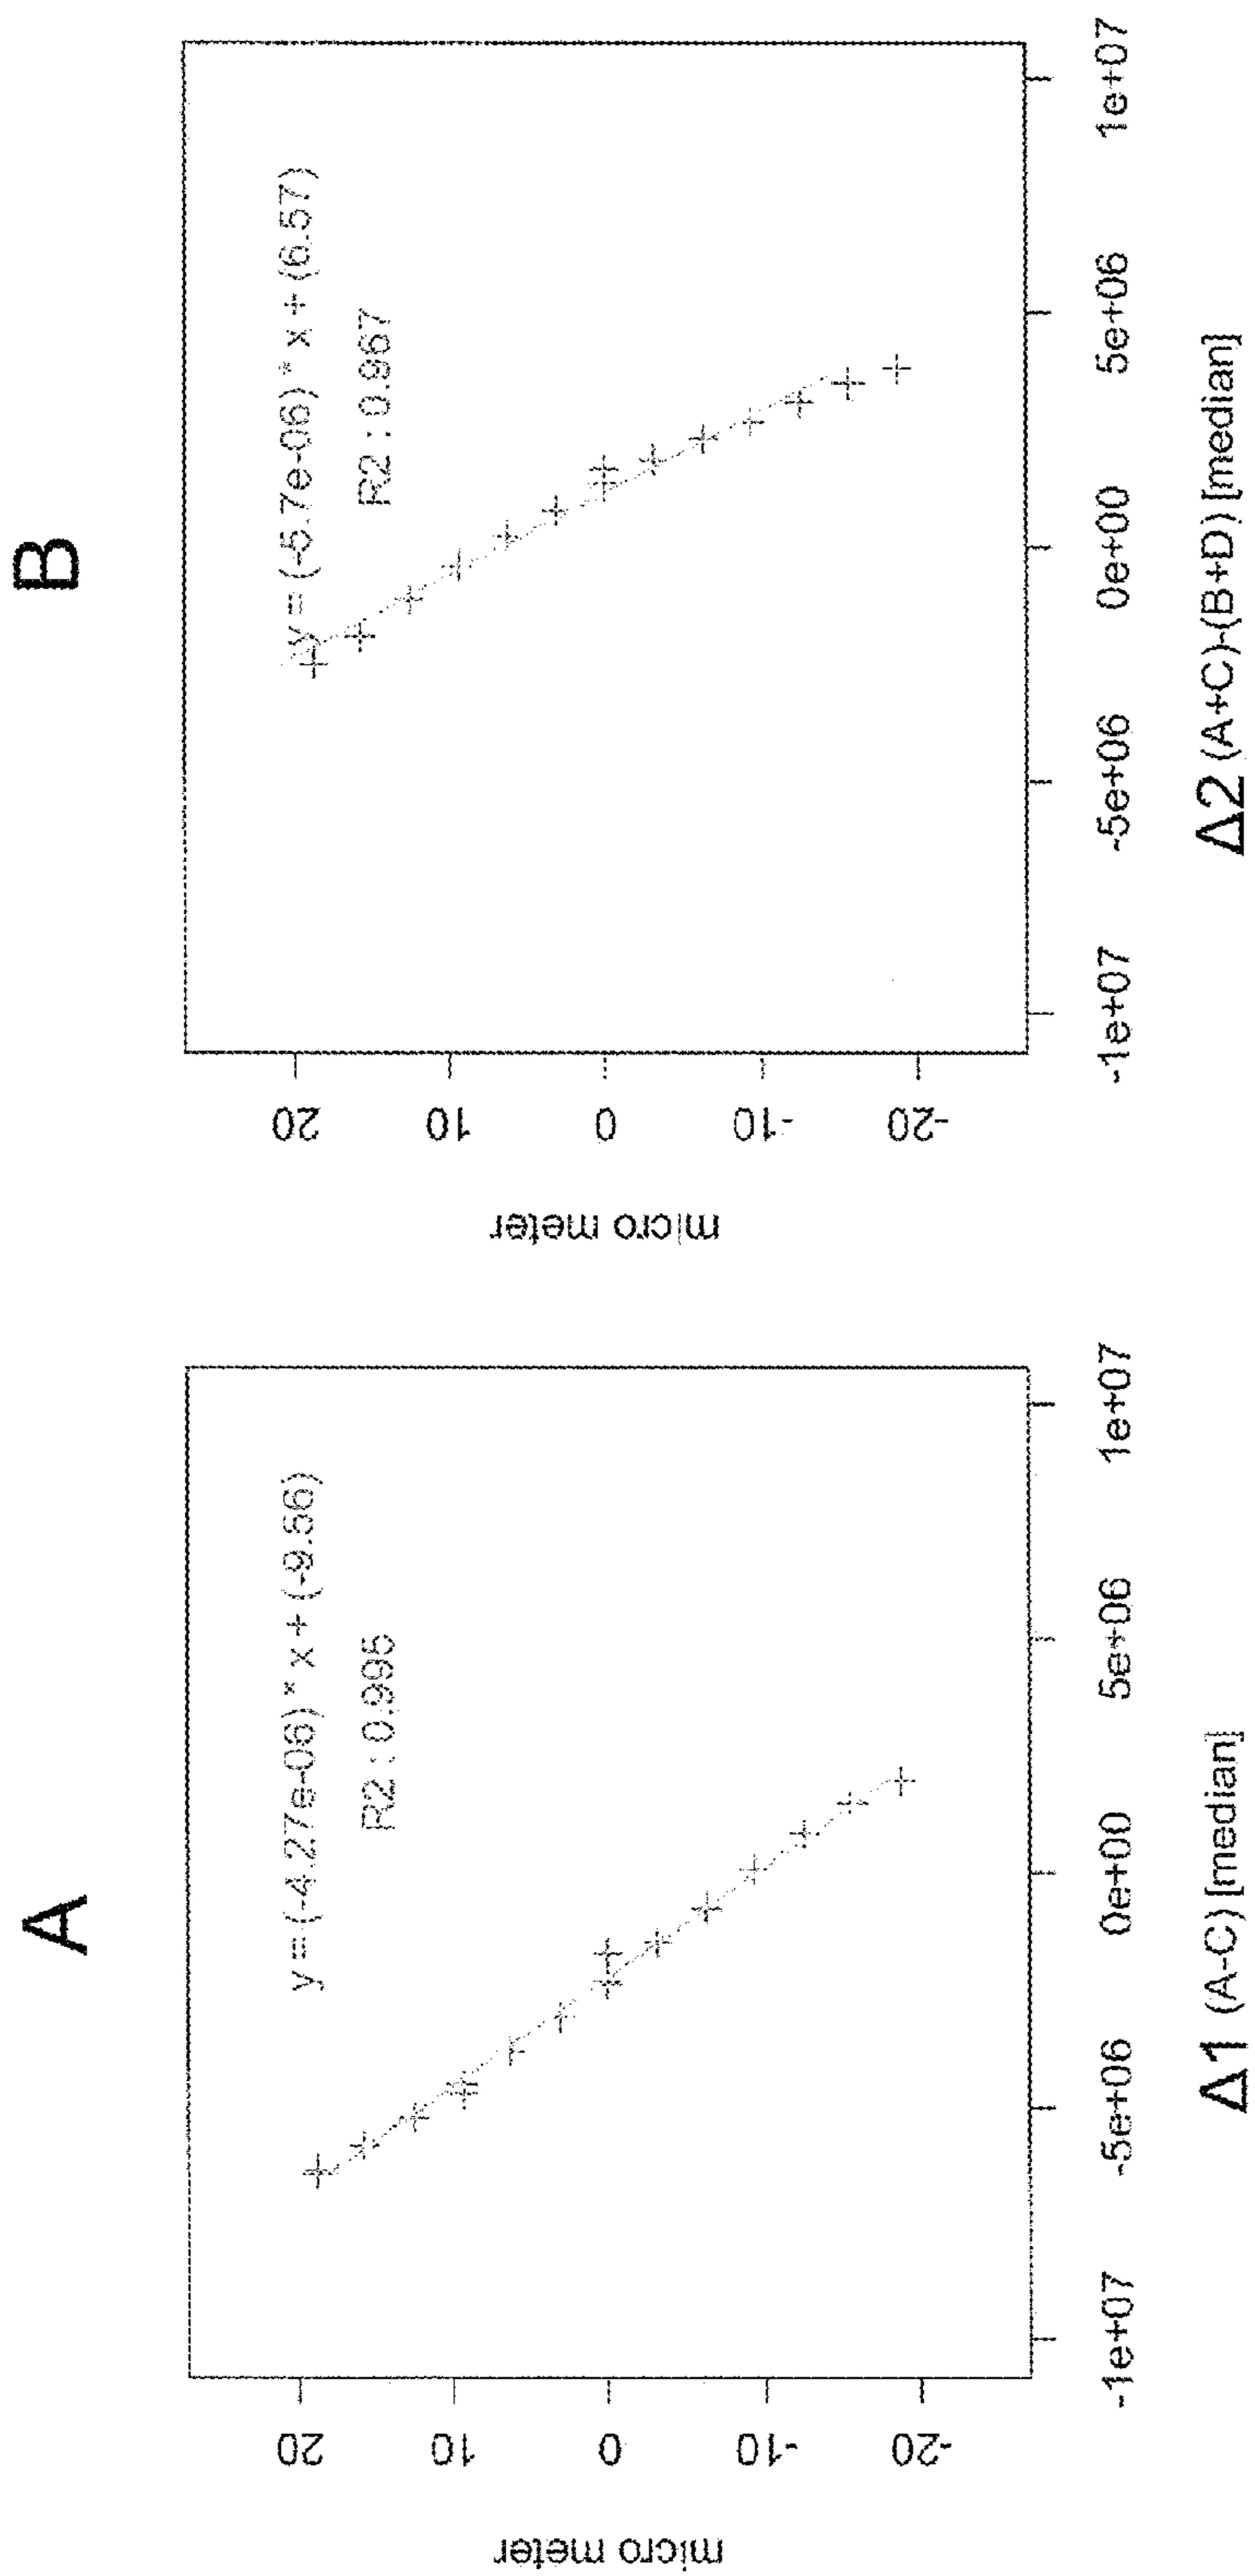 A
y = (-4.27e-06) * x + (-9.56)
R2 : 0.995
20
10
0
-10
-20
micro meter
-1e+07
-5e+06
0e+00
5e+06
1e+07
Δ1 (A-C) [median]
B
y = (-5.7e-06) * x + (6.57)
R2 : 0.967
20
10
0
-10
-20
micro meter
-1e+07
-5e+06
0e+00
5e+06
1e+07
Δ2 (A+C)-(B+D) [median]